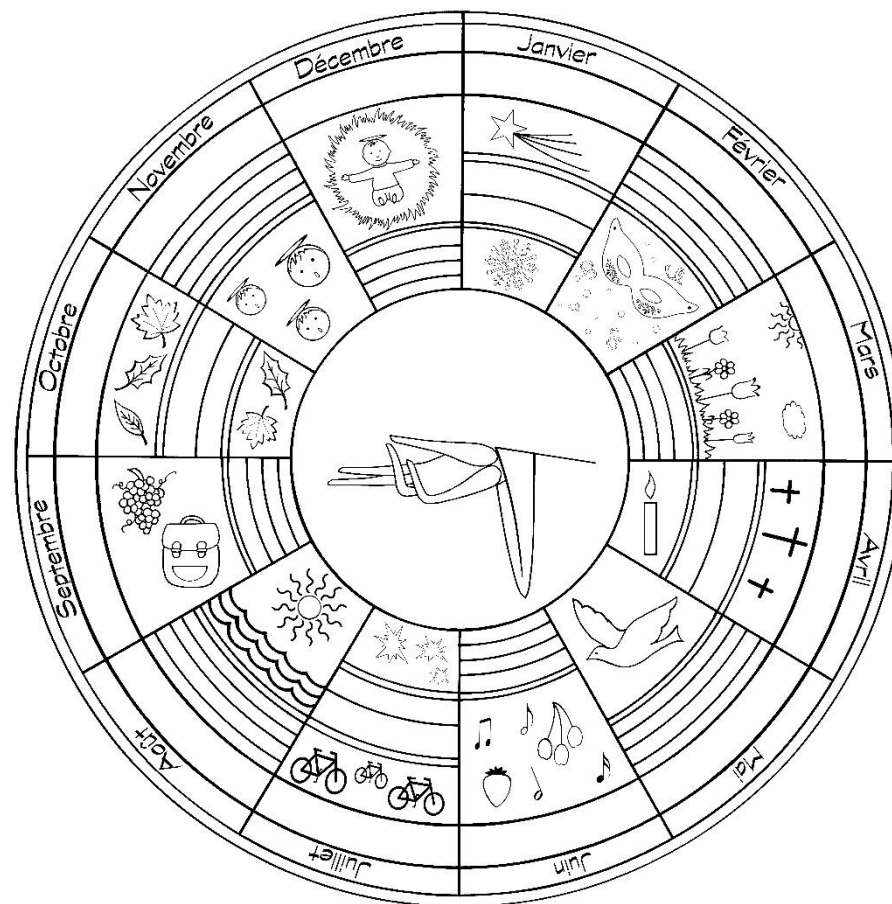 Janvier
Février
Mars
Avril
Mai
Juin
Juillet
Août
Septembre
Octobre
Novembre
Décembre